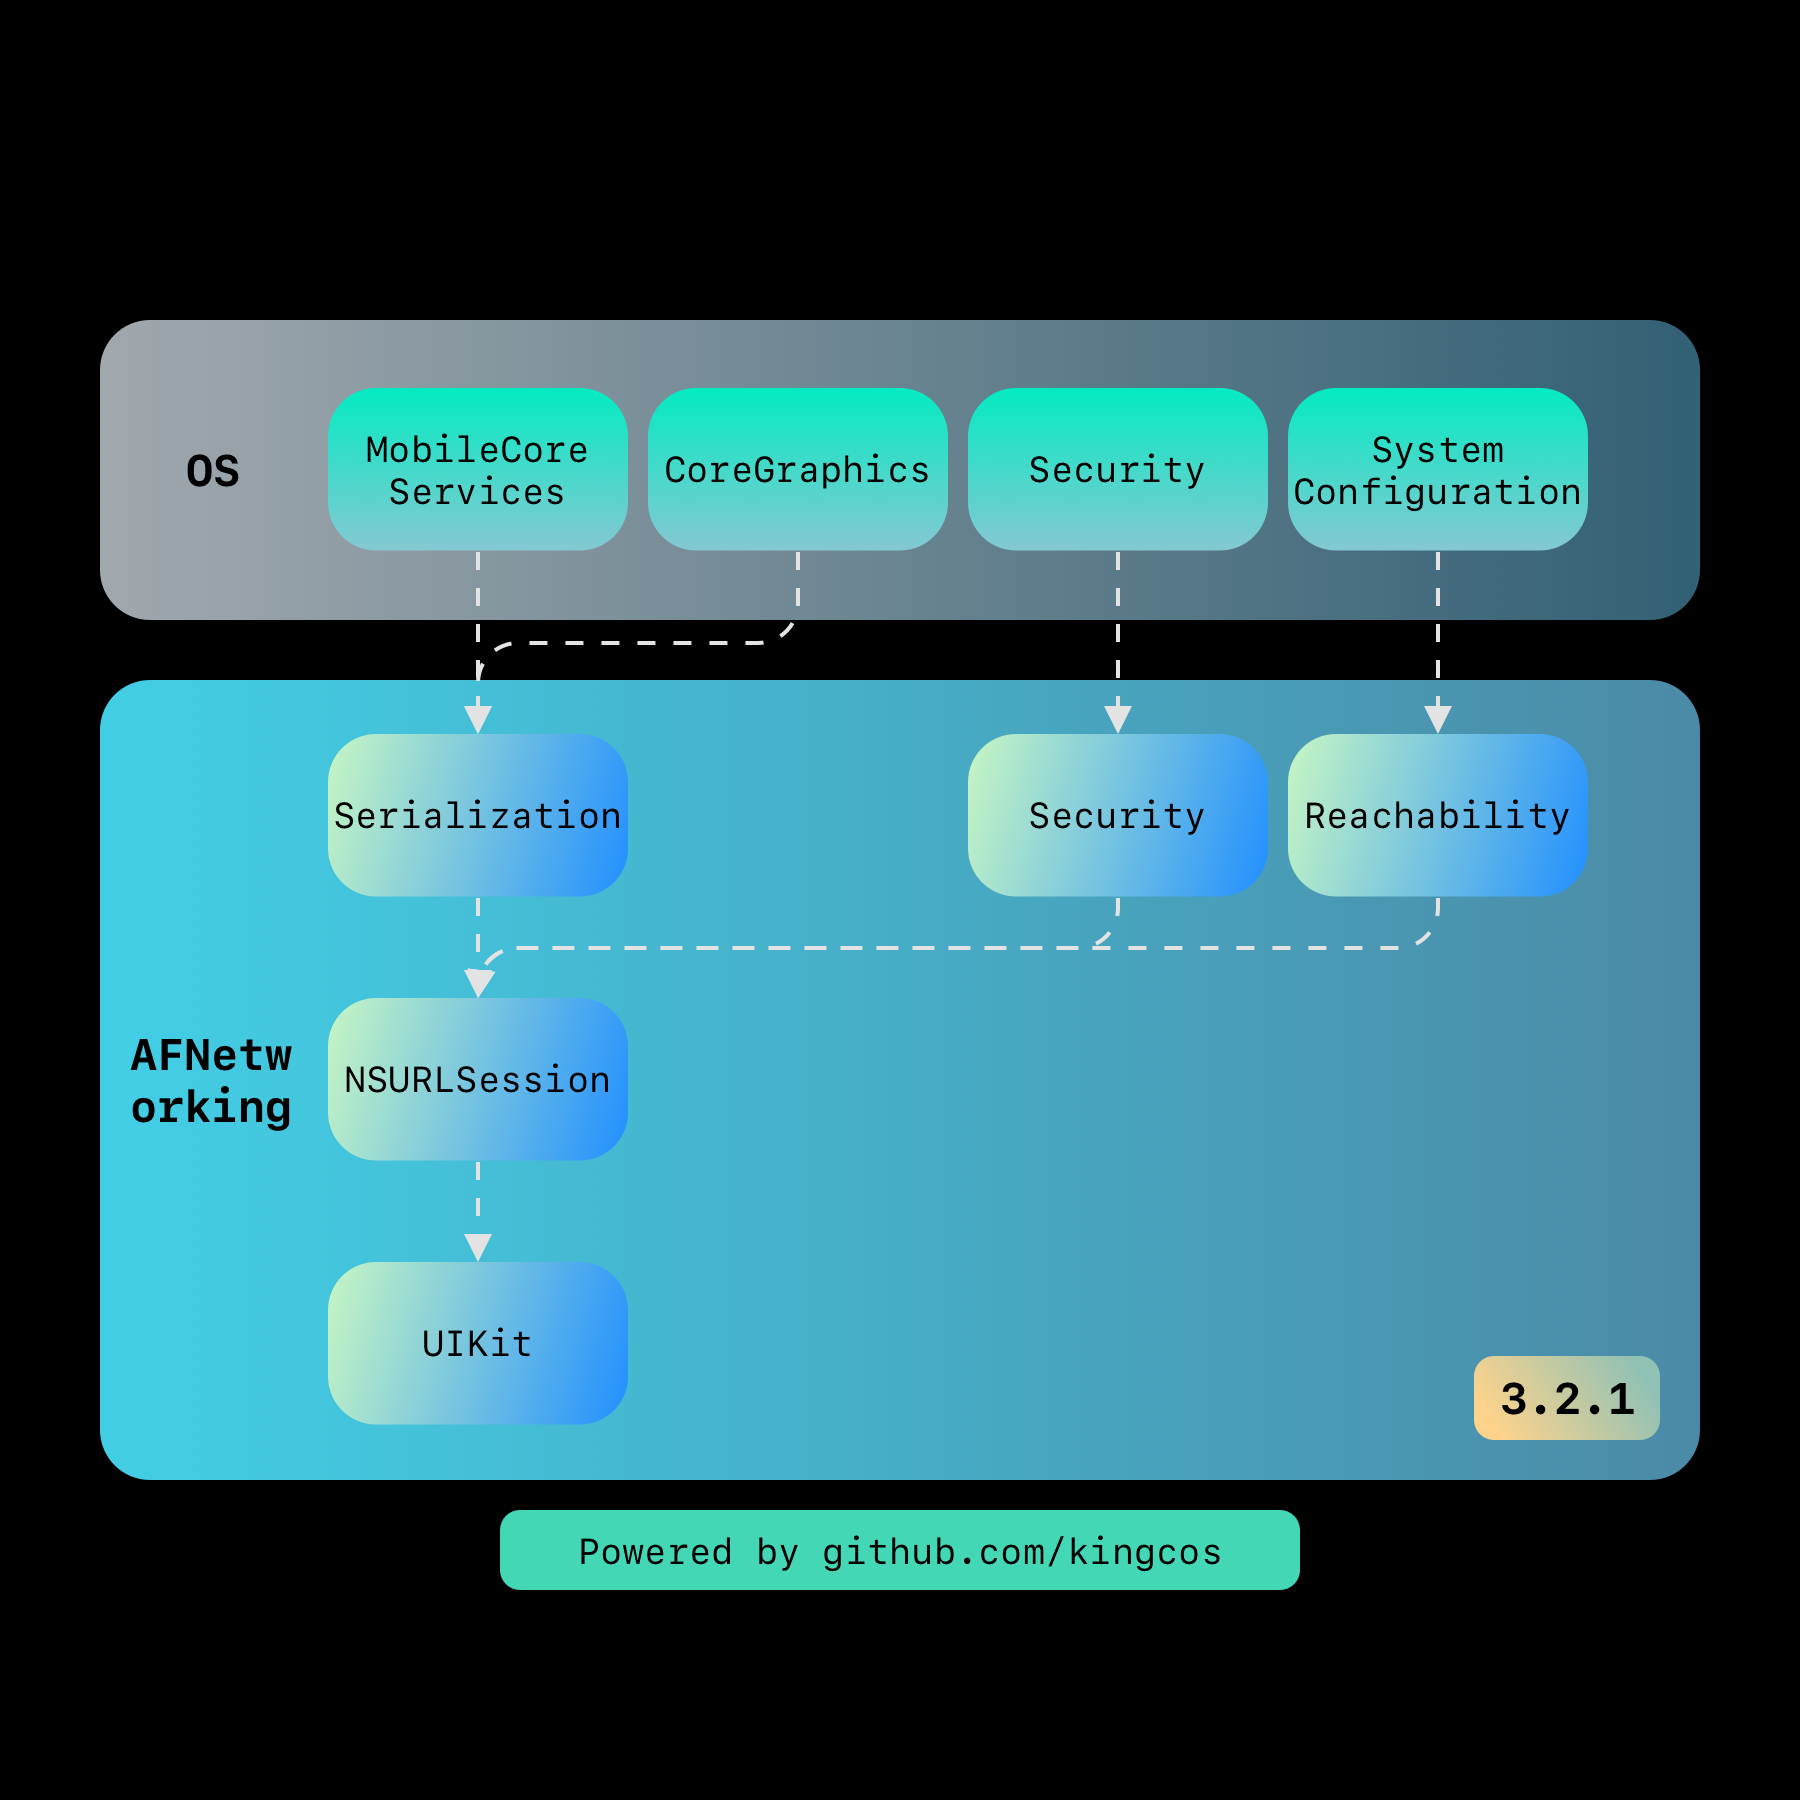 OS
MobileCore
Services
CoreGraphics
Security
System
Configuration
Serialization
Security
Reachability
AFNetw
orking
NSURLSession
UIKit
3.2.1
Powered by github.com/kingcos